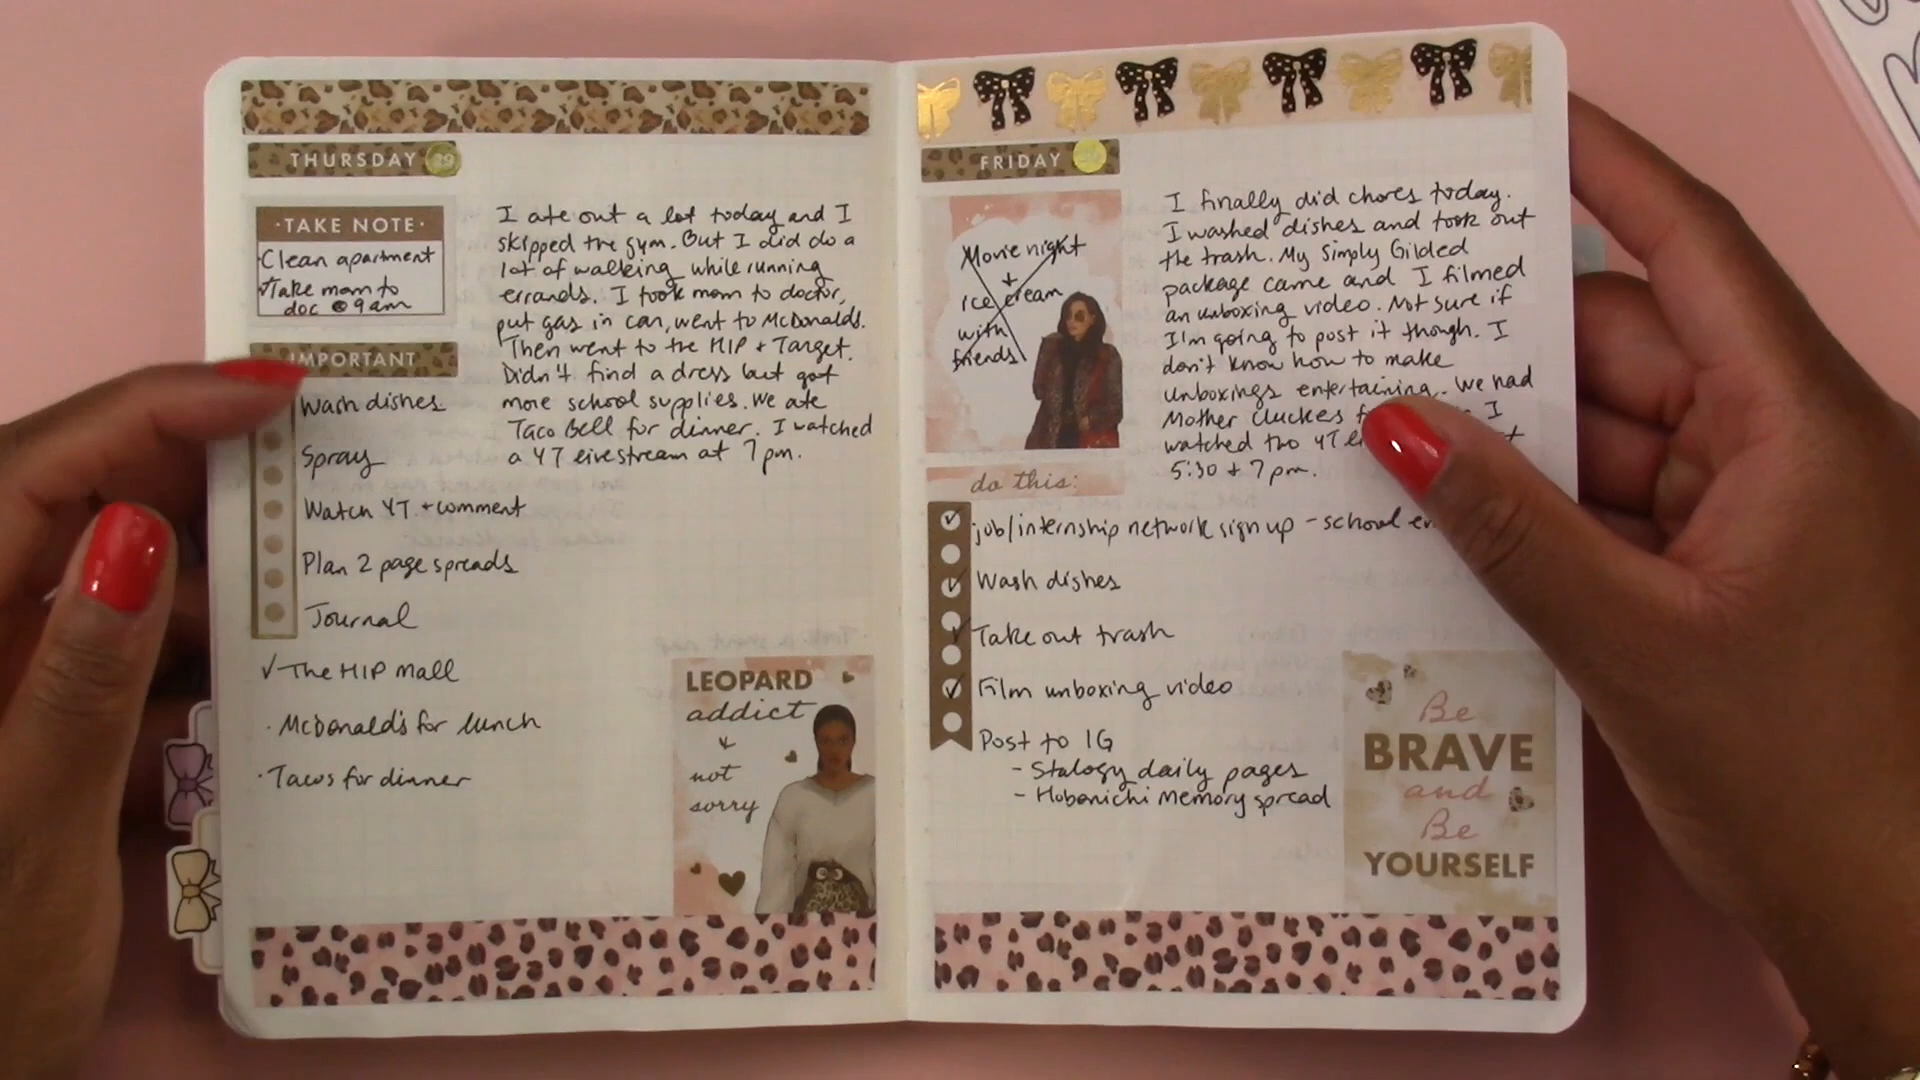 THURSDAY 29
· TAKE NOTE ·
· Clean apartment
✓ Take mom to
doc @ 9am
IMPORTANT
Wash dishes
Spray
Watch YT + comment
Plan 2 page spreads
Journal
✓ The MIP mall
· McDonald's for lunch
· Tacos for dinner
I ate out a lot today and I
skipped the gym. But I did do a
lot of walking while running
errands. I took mom to doctor,
put gas in car, went to McDonalds.
Then went to the MIP + Target.
Didn't find a dress but got
more school supplies. We ate
Taco Bell for dinner. I watched
a YT livestream at 7pm.
LEOPARD
addict
not
sorry
FRIDAY
Movie night
+
ice cream
with
friends
I finally did chores today.
I washed dishes and took out
the trash. My Simply Gilded
package came and I filmed
an unboxing video. Not sure if
I'm going to post it though. I
don't know how to make
unboxings entertaining. We had
Mother Cluckes I
watched two YT
5:30 + 7pm.
do this:
✓ job/internship network sign up - school
✓ Wash dishes
✓ Take out trash
✓ Film unboxing video
Post to IG
- Stalogy daily pages
- Hobonichi memory spread
Be
BRAVE
and
Be
YOURSELF